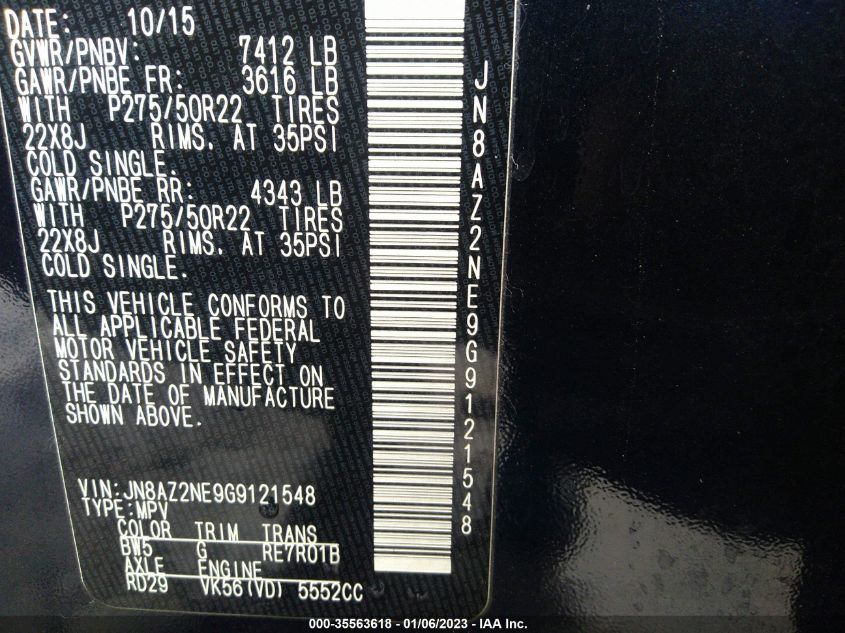 DATE: 10/15
GVWR/PNBV: 7412 LB
GAWR/PNBE FR: 3616 LB
WITH P275/50R22 TIRES
22X8J RIMS. AT 35PSI
COLD SINGLE.
GAWR/PNBE RR: 4343 LB
WITH P275/50R22 TIRES
22X8J RIMS. AT 35PSI
COLD SINGLE.
THIS VEHICLE CONFORMS TO
ALL APPLICABLE FEDERAL
MOTOR VEHICLE SAFETY
STANDARDS IN EFFECT ON
THE DATE OF MANUFACTURE
SHOWN ABOVE.
VIN: JN8AZ2NE9G9121548
TYPE: MPV
COLOR TRIM TRANS
BW5 G RE7R01B
AXLE ENGINE
RD29 VK56(VD) 5552CC
JN8AZ2NE9G9121548
000-35563618 - 01/06/2023 - IAA Inc.